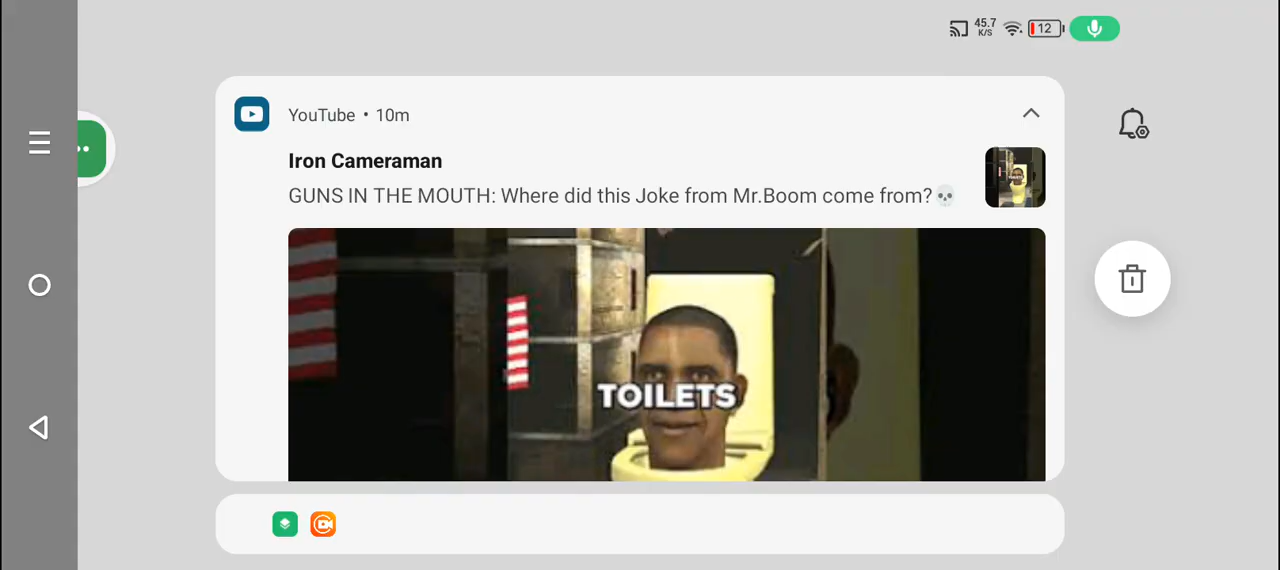 45.7
K/S
12
YouTube • 10m
Iron Cameraman
GUNS IN THE MOUTH: Where did this Joke from Mr.Boom come from?💀
TOILETS